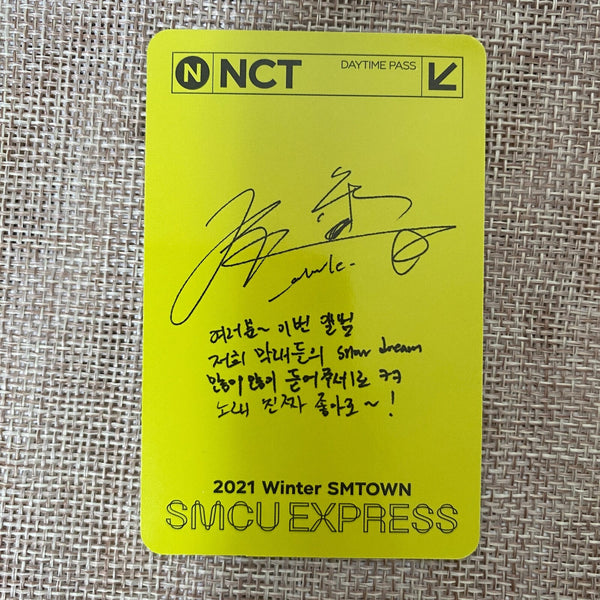 N NCT DAYTIME PASS
여러분~ 이번 앨범
저희 막내들의 snow dream
많이 많이 들어주세요 ㅋㅋ
노래 진짜 좋아요~!
2021 Winter SMTOWN
SMCU EXPRESS